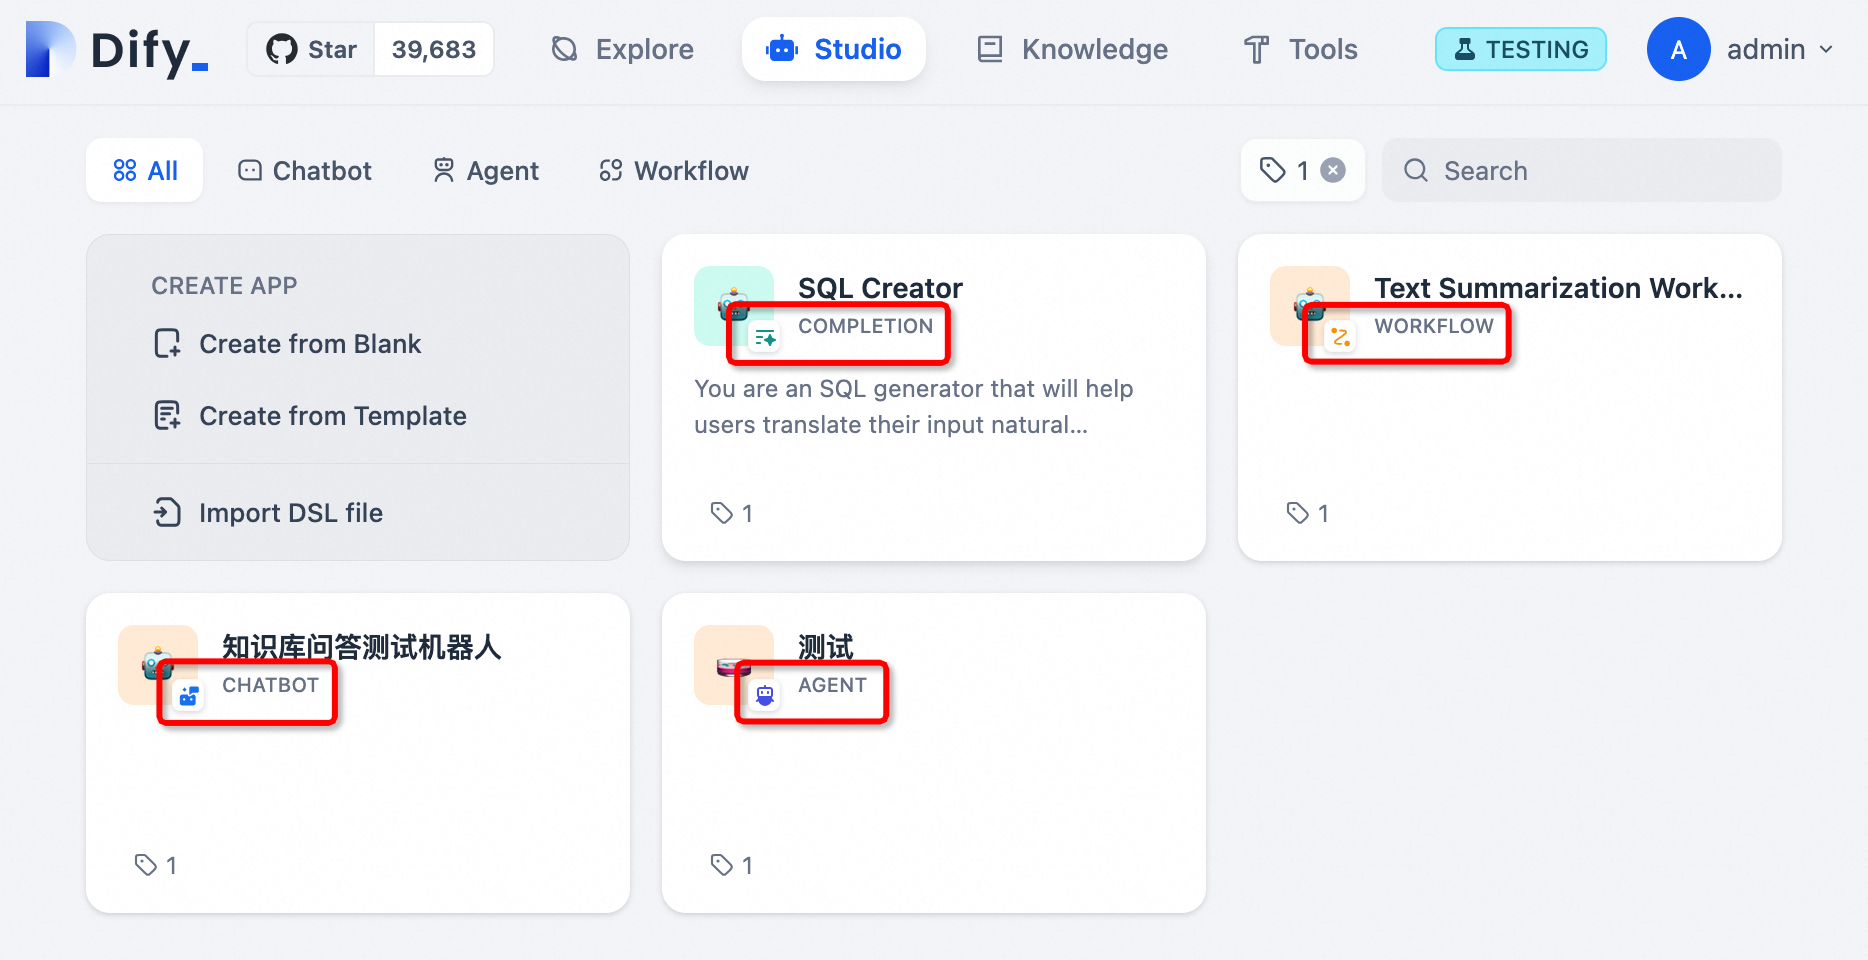 Dify_
Star 39,683
Explore
Studio
Knowledge
Tools
TESTING
A
admin
All
Chatbot
Agent
Workflow
1
Search
CREATE APP
Create from Blank
Create from Template
Import DSL file
SQL Creator
COMPLETION
You are an SQL generator that will help
users translate their input natural...
1
Text Summarization Work...
WORKFLOW
1
知识库问答测试机器人
CHATBOT
1
测试
AGENT
1